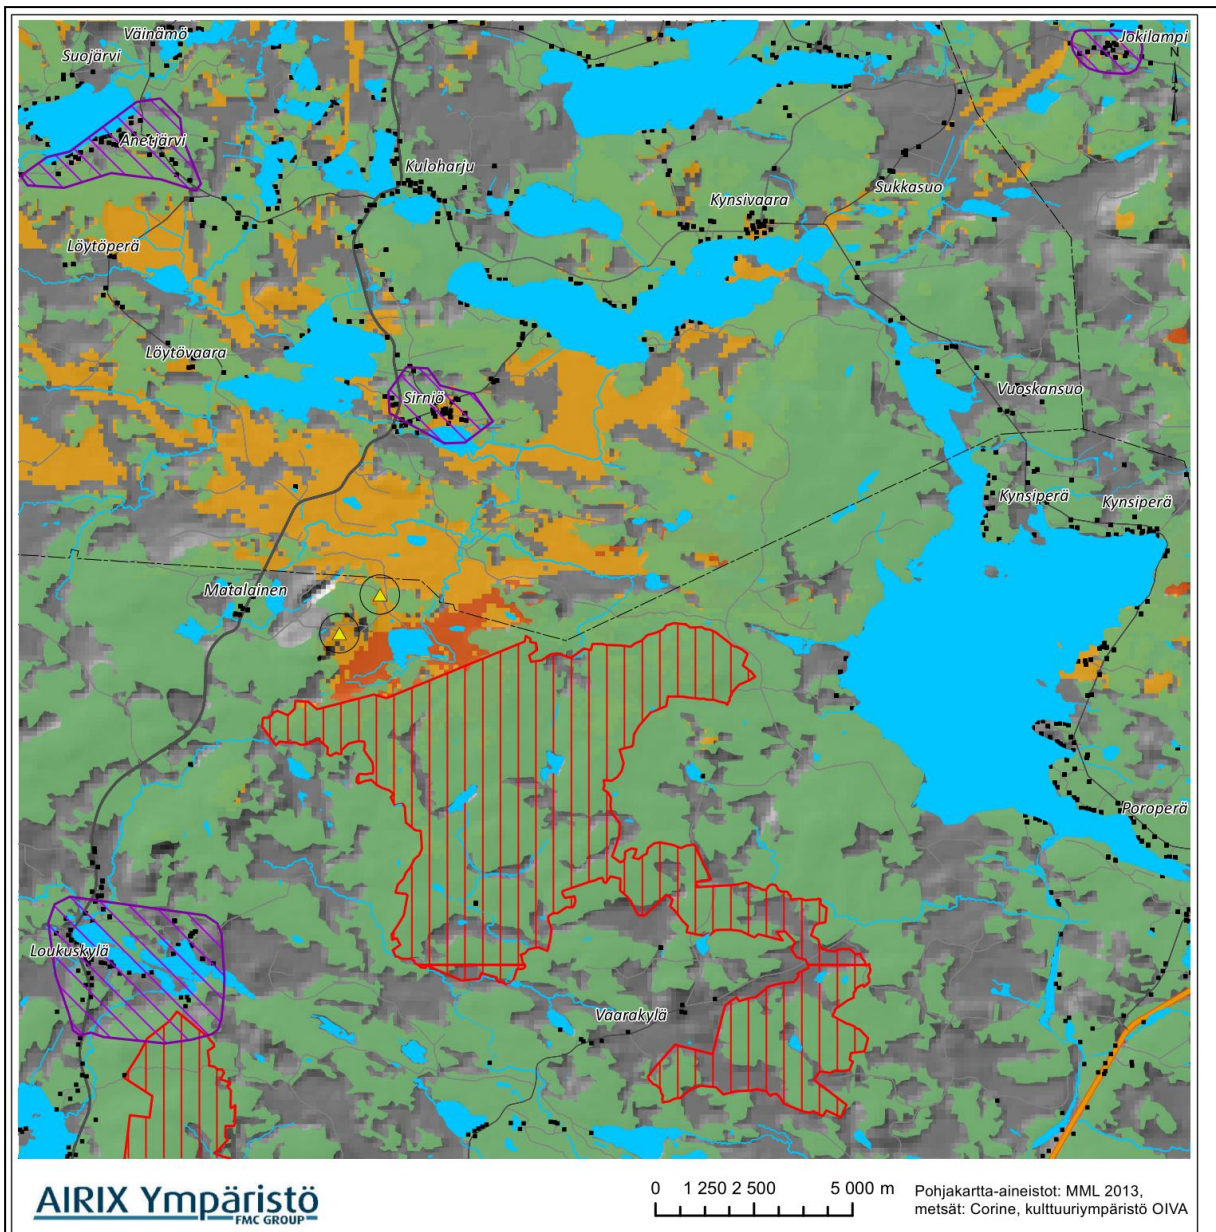 Väinämö
Jokilampi
Suojärvi
N
Änetjärvi
Kuloharju
Sukkasuo
Kynsivaara
Löytöperä
Löytövaara
Vuoskansuo
Sirniö
Kynsiperä
Kynsiperä
Matalainen
Poroperä
Loukuskylä
Vaarakylä
AIRIX Ympäristö
FMC GROUP
0 1 250 2 500 5 000 m
Pohjakartta-aineistot: MML 2013,
metsät: Corine, kulttuuriympäristö OIVA